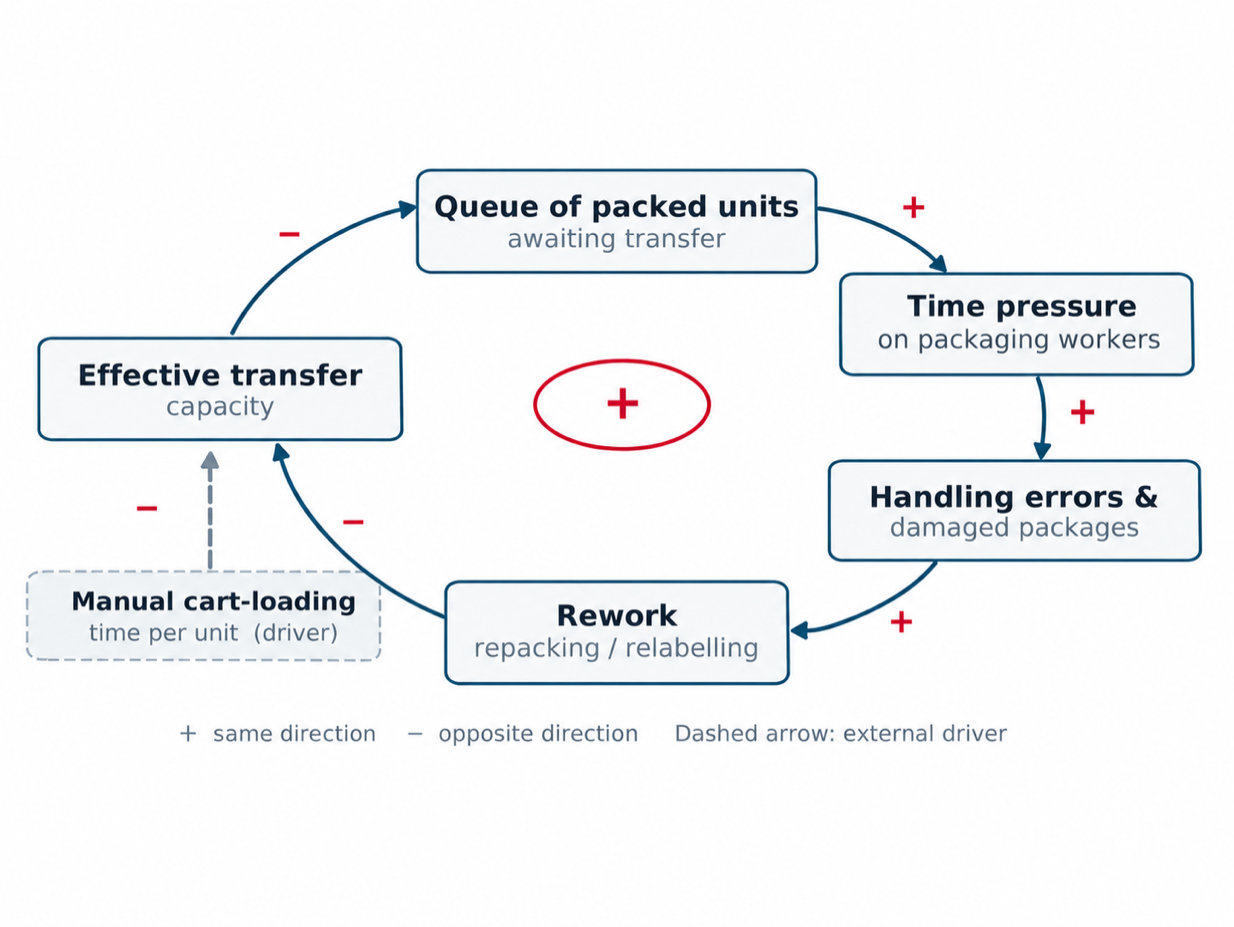 Queue of packed units
awaiting transfer
−
+
Time pressure
on packaging workers
Effective transfer
capacity
+
+
Handling errors &
damaged packages
−
−
Manual cart-loading
time per unit (driver)
Rework
repacking / relabelling
+
+ same direction − opposite direction Dashed arrow: external driver